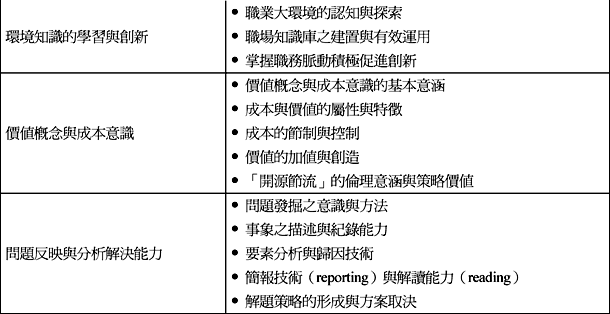 環境知識的學習與創新
● 職業大環境的認知與探索
● 職場知識庫之建置與有效運用
● 掌握職務脈動積極促進創新
價值概念與成本意識
● 價值概念與成本意識的基本意涵
● 成本與價值的屬性與特徵
● 成本的節制與控制
● 價值的加值與創造
● 「開源節流」的倫理意涵與策略價值
問題反映與分析解決能力
● 問題發掘之意識與方法
● 事象之描述與紀錄能力
● 要素分析與歸因技術
● 簡報技術（reporting）與解讀能力（reading）
● 解題策略的形成與方案取決